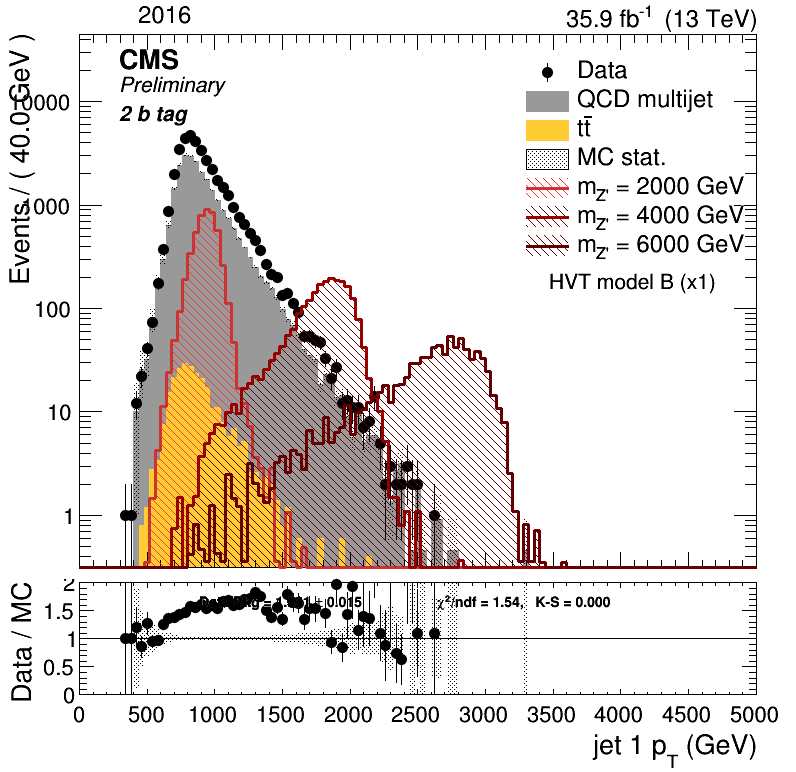 2016 35.9 fb⁻¹ (13 TeV)
CMS
Preliminary
2 b tag
Data
QCD multijet
tt̄
MC stat.
m_Z' = 2000 GeV
m_Z' = 4000 GeV
m_Z' = 6000 GeV
HVT model B (x1)
Events / ( 40.0 GeV )
1000
100
10
1
χ²/ndf = 1.54, K-S = 0.000
Data / MC
2
1.5
1
0.5
0
0 500 1000 1500 2000 2500 3000 3500 4000 4500 5000
jet 1 p_T (GeV)